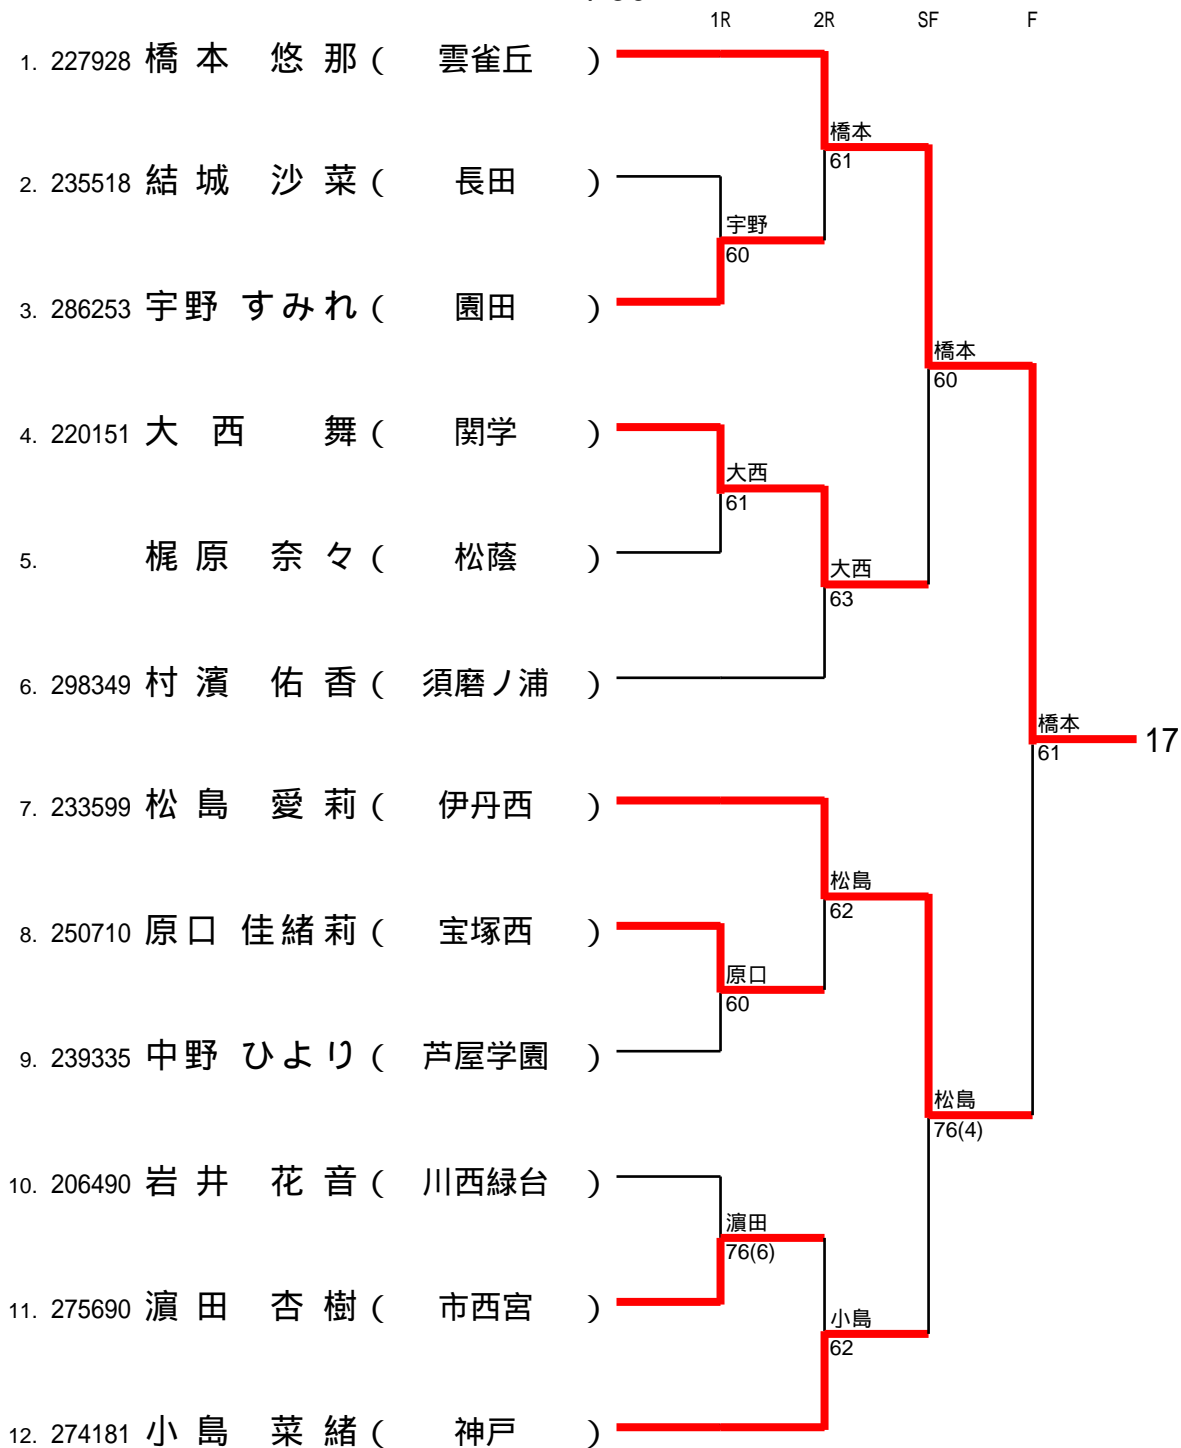 1R 2R SF F
1. 227928 橋本 悠那 ( 雲雀丘 )
橋本
61
2. 235518 結城 沙菜 ( 長田 )
宇野
60
3. 286253 宇野 すみれ ( 園田 )
橋本
60
4. 220151 大西 舞 ( 関学 )
大西
61
5. 梶原 奈々 ( 松蔭 )
大西
63
6. 298349 村濱 佑香 ( 須磨ノ浦 )
橋本
61
17
7. 233599 松島 愛莉 ( 伊丹西 )
松島
62
8. 250710 原口 佳緒莉 ( 宝塚西 )
原口
60
9. 239335 中野 ひより ( 芦屋学園 )
松島
76(4)
10. 206490 岩井 花音 ( 川西緑台 )
濵田
76(6)
11. 275690 濵田 杏樹 ( 市西宮 )
小島
62
12. 274181 小島 菜緒 ( 神戸 )